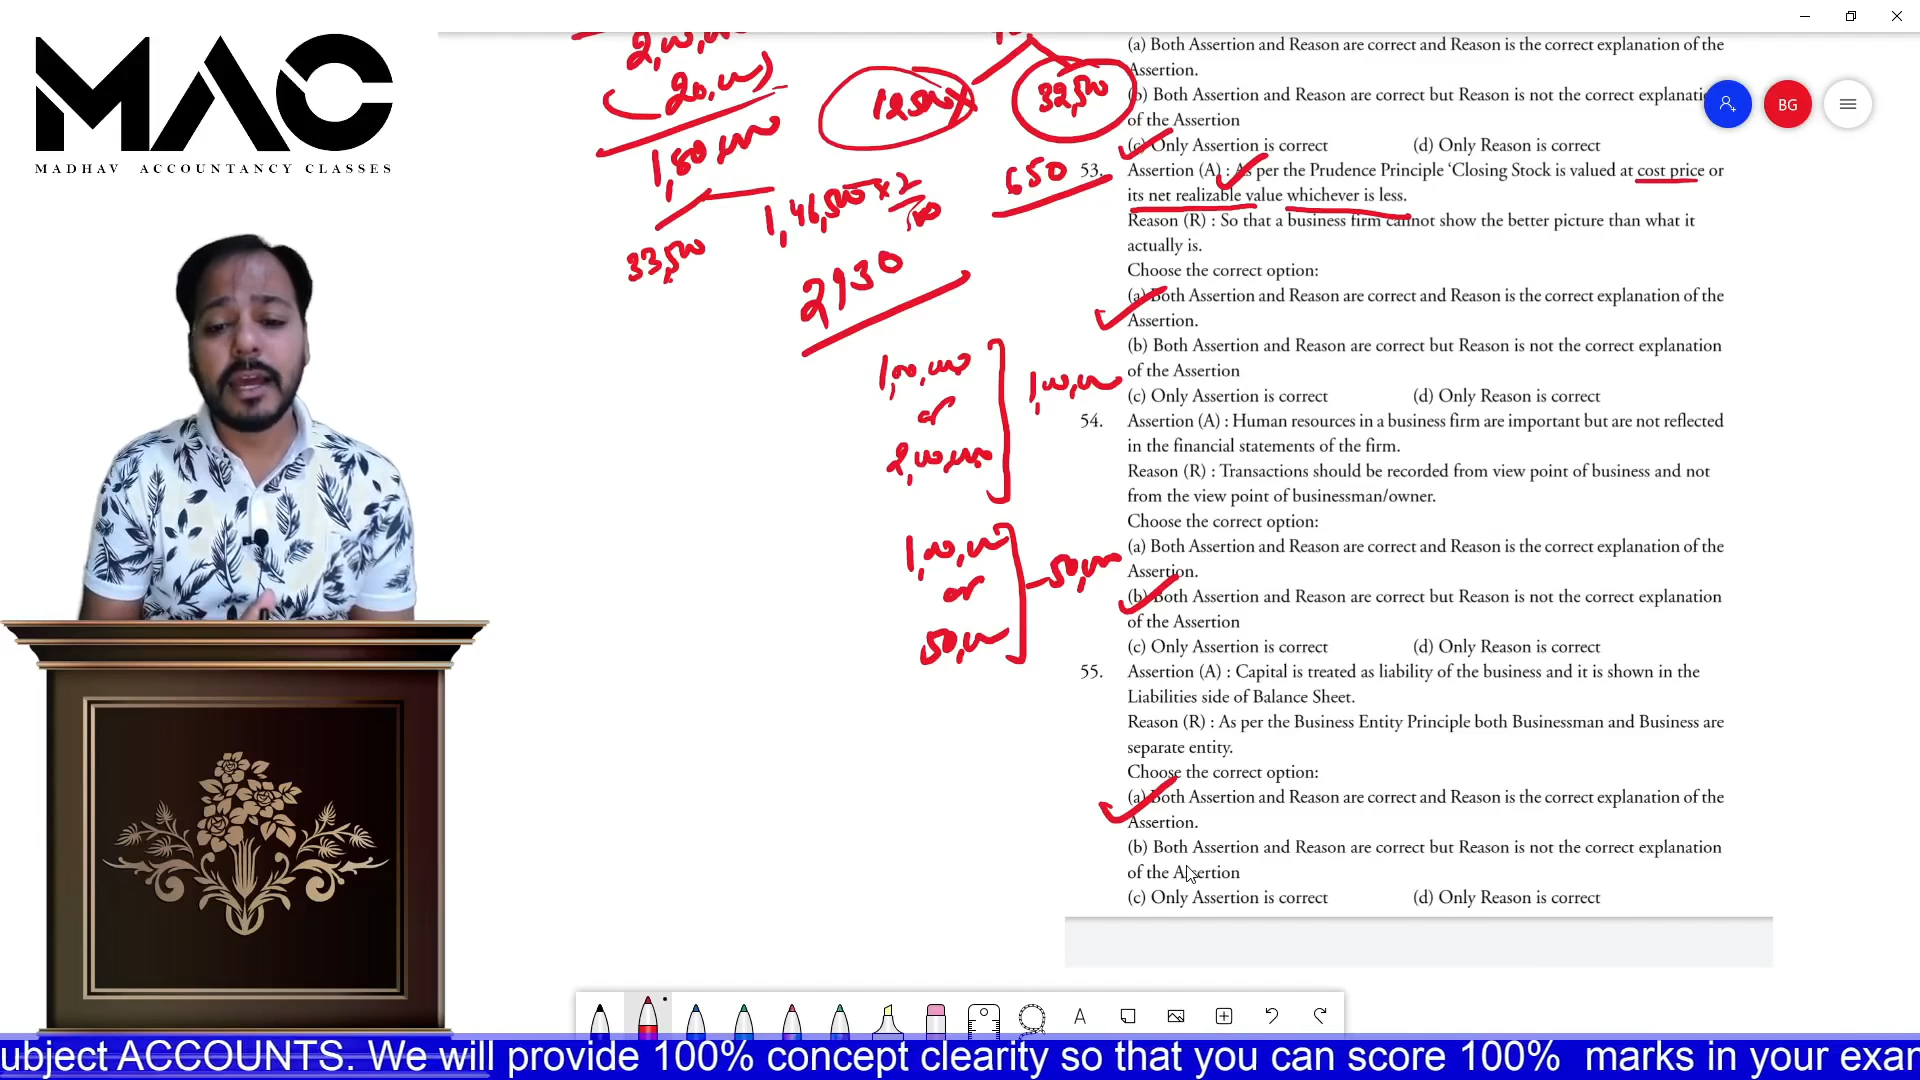 MAC
MADHAV ACCOUNTANCY CLASSES
BG
(a) Both Assertion and Reason are correct and Reason is the correct explanation of the
Assertion.
(b) Both Assertion and Reason are correct but Reason is not the correct
of the Assertion
(c) Only Assertion is correct (d) Only Reason is correct
53. Assertion (A) : As per the Prudence Principle ‘Closing Stock is valued at cost price or
its net realizable value whichever is less.
Reason (R) : So that a business firm cannot show the better picture than what it
actually is.
Choose the correct option:
(a) Both Assertion and Reason are correct and Reason is the correct explanation of the
Assertion.
(b) Both Assertion and Reason are correct but Reason is not the correct explanation
of the Assertion
(c) Only Assertion is correct (d) Only Reason is correct
54. Assertion (A) : Human resources in a business firm are important but are not reflected
in the financial statements of the firm.
Reason (R) : Transactions should be recorded from view point of business and not
from the view point of businessman/owner.
Choose the correct option:
(a) Both Assertion and Reason are correct and Reason is the correct explanation of the
Assertion.
(b) Both Assertion and Reason are correct but Reason is not the correct explanation
of the Assertion
(c) Only Assertion is correct (d) Only Reason is correct
55. Assertion (A) : Capital is treated as liability of the business and it is shown in the
Liabilities side of Balance Sheet.
Reason (R) : As per the Business Entity Principle both Businessman and Business are
separate entity.
Choose the correct option:
(a) Both Assertion and Reason are correct and Reason is the correct explanation of the
Assertion.
(b) Both Assertion and Reason are correct but Reason is not the correct explanation
of the Assertion
(c) Only Assertion is correct (d) Only Reason is correct
32,500
650
1,46,500 × 2/100
33,500
2930
1,00,000
or
2,00,000
1,00,000
1,00,000
or
50,000
50,000
ubject ACCOUNTS. We will provide 100% concept clarity so that you can score 100% marks in your exan